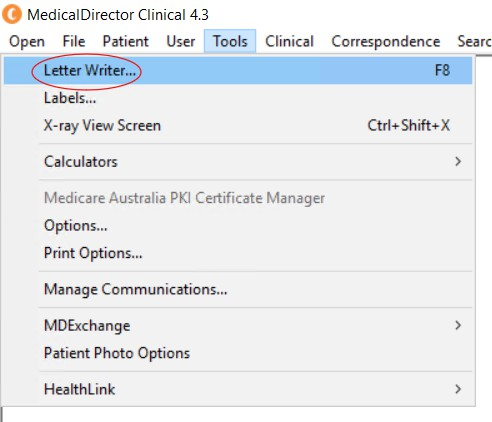 MedicalDirector Clinical 4.3
Open File Patient User Tools Clinical Correspondence Searc
Letter Writer... F8
Labels...
X-ray View Screen Ctrl+Shift+X
Calculators >
Medicare Australia PKI Certificate Manager
Options...
Print Options...
Manage Communications...
MDExchange >
Patient Photo Options
HealthLink >